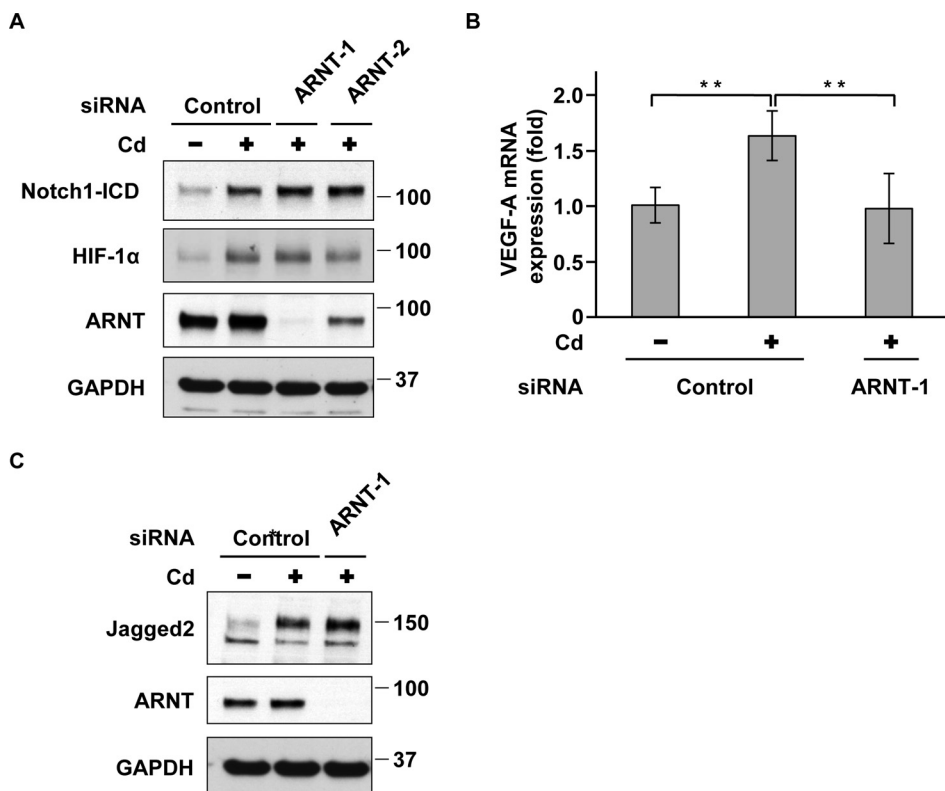 A
siRNA Control ARNT-1 ARNT-2
Cd − + + +
Notch1-ICD 100
HIF-1α 100
ARNT 100
GAPDH 37
B
VEGF-A mRNA
expression (fold)
2.0
1.5
1.0
0.5
0
** **
Cd − + +
siRNA Control ARNT-1
C
siRNA Control* ARNT-1
Cd − + +
Jagged2 150
ARNT 100
GAPDH 37